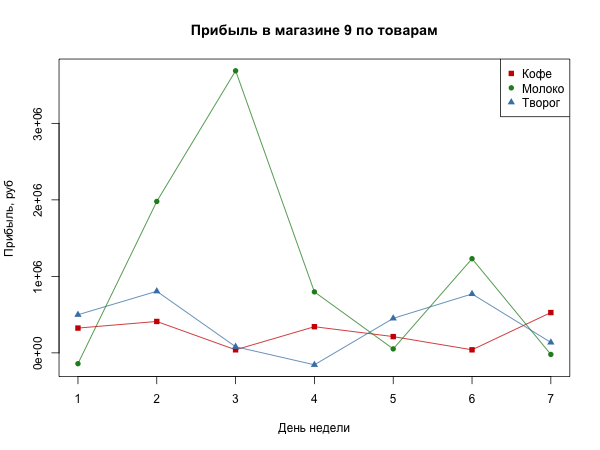 Прибыль в магазине 9 по товарам
Кофе
Молоко
Творог
Прибыль, руб
3e+06
2e+06
1e+06
0e+00
1 2 3 4 5 6 7
День недели